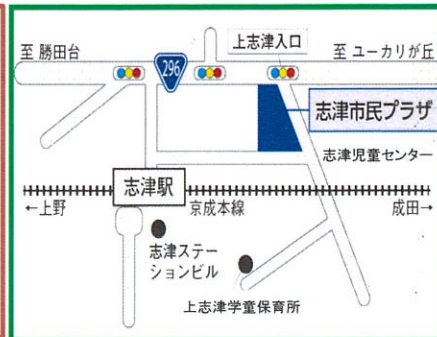 至 勝田台
296
上志津入口
至 ユーカリが丘
志津市民プラザ
志津児童センター
志津駅
←上野
京成本線
成田→
志津ステー
ションビル
上志津学童保育所